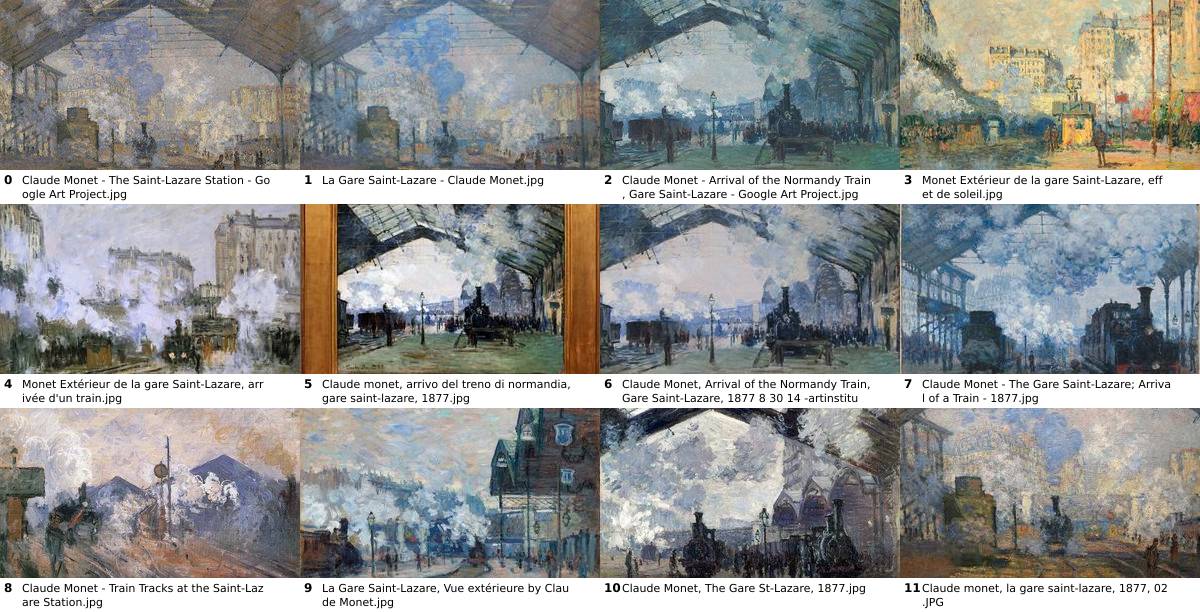 0 Claude Monet - The Saint-Lazare Station - Go
ogle Art Project.jpg
1 La Gare Saint-Lazare - Claude Monet.jpg
2 Claude Monet - Arrival of the Normandy Train
, Gare Saint-Lazare - Google Art Project.jpg
3 Monet Extérieur de la gare Saint-Lazare, eff
et de soleil.jpg
4 Monet Extérieur de la gare Saint-Lazare, arr
ivée d'un train.jpg
5 Claude monet, arrivo del treno di normandia,
gare saint-lazare, 1877.jpg
6 Claude Monet, Arrival of the Normandy Train,
Gare Saint-Lazare, 1877 8 30 14 -artinstitu
7 Claude Monet - The Gare Saint-Lazare; Arriva
l of a Train - 1877.jpg
8 Claude Monet - Train Tracks at the Saint-Laz
are Station.jpg
9 La Gare Saint-Lazare, Vue extérieure by Clau
de Monet.jpg
10 Claude Monet, The Gare St-Lazare, 1877.jpg
11 Claude monet, la gare saint-lazare, 1877, 02
.JPG